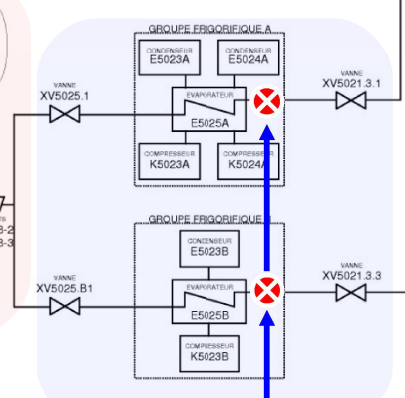 GROUPE FRIGORIFIQUE A
CONDENSEUR
E5023A
CONDENSEUR
E5024A
VANNE
XV5025.1
EVAPORATEUR
E5025A
VANNE
XV5021.3.1
COMPRESSEUR
K5023A
COMPRESSEUR
K5024A
GROUPE FRIGORIFIQUE
CONDENSEUR
E5023B
VANNE
XV5025.B1
EVAPORATEUR
E5025B
VANNE
XV5021.3.3
COMPRESSEUR
K5023B